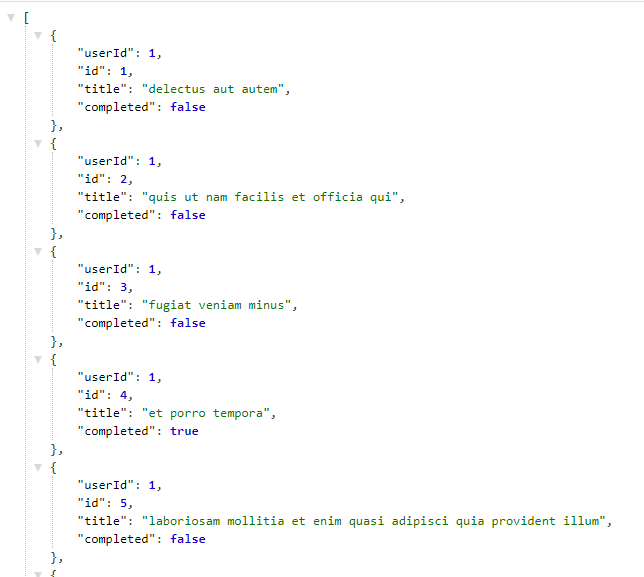 [
{
"userId": 1,
"id": 1,
"title": "delectus aut autem",
"completed": false
},
{
"userId": 1,
"id": 2,
"title": "quis ut nam facilis et officia qui",
"completed": false
},
{
"userId": 1,
"id": 3,
"title": "fugiat veniam minus",
"completed": false
},
{
"userId": 1,
"id": 4,
"title": "et porro tempora",
"completed": true
},
{
"userId": 1,
"id": 5,
"title": "laboriosam mollitia et enim quasi adipisci quia provident illum",
"completed": false
},
{